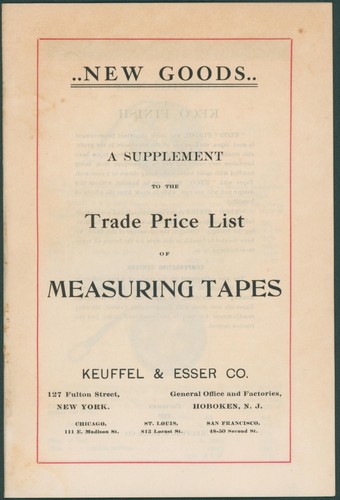 ..NEW GOODS..
A SUPPLEMENT
TO THE
Trade Price List
OF
MEASURING TAPES
KEUFFEL & ESSER CO.
127 Fulton Street,
NEW YORK.
General Office and Factories,
HOBOKEN, N. J.
CHICAGO,
111 E. Madison St.
ST. LOUIS,
813 Locust St.
SAN FRANCISCO,
48-50 Second St.